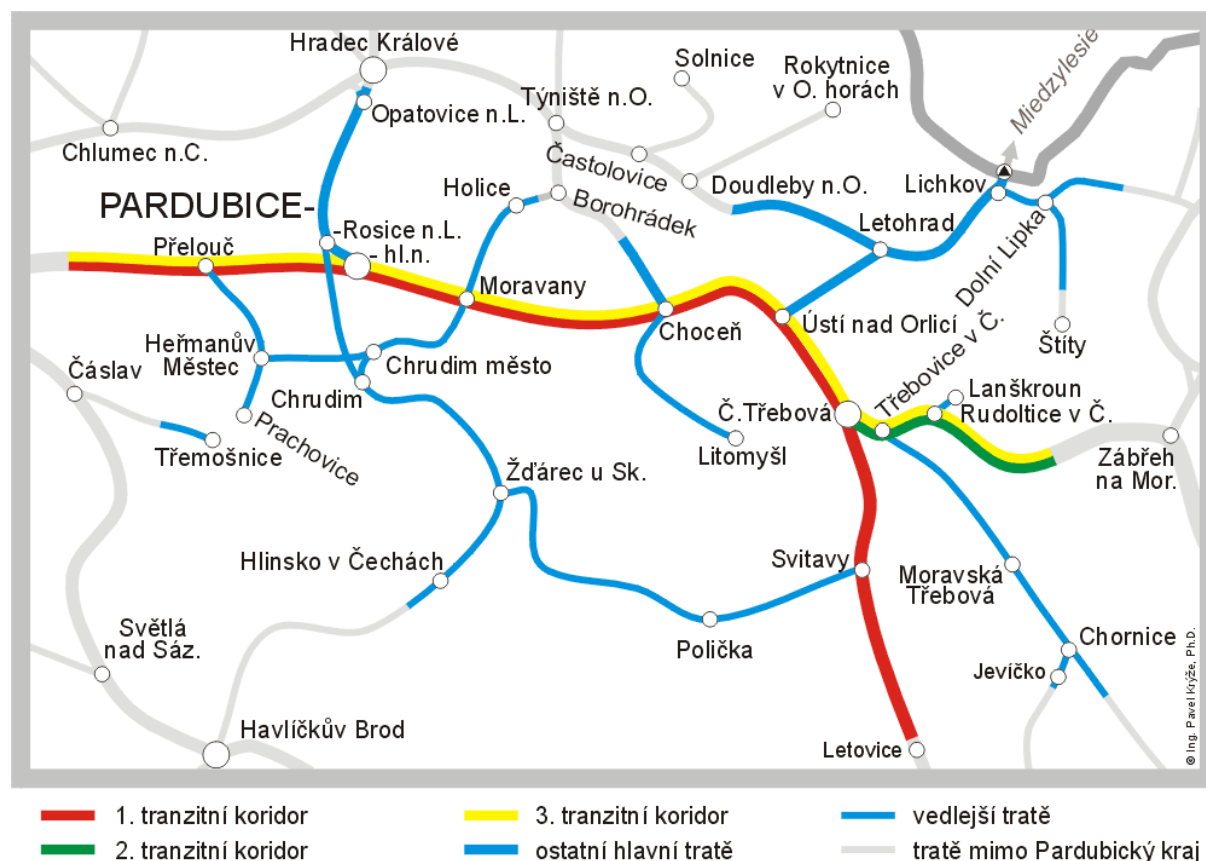 Hradec Králové
Solnice
Rokytnice
v O. horách
Miedzylesie
Týniště n.O.
Opatovice n.L.
Chlumec n.C.
Častolovice
Holice
Doudleby n.O.
Lichkov
PARDUBICE-
Borohrádek
-Rosice n.L.
Letohrad
Přelouč
- hl.n.
Dolní Lipka
Moravany
Choceň
Ústí nad Orlicí
Štíty
Heřmanův
Městec
Chrudim město
Třebovice v Č.
Čáslav
Chrudim
Lanškroun
Č.Třebová
Rudoltice v Č.
Prachovice
Třemošnice
Litomyšl
Zábřeh
na Mor.
Žďárec u Sk.
Hlinsko v Čechách
Svitavy
Moravská
Třebová
Světlá
nad Sáz.
Polička
Chornice
Jevíčko
Havlíčkův Brod
Letovice
© Ing. Pavel Krýže, Ph.D.
1. tranzitní koridor
3. tranzitní koridor
vedlejší tratě
2. tranzitní koridor
ostatní hlavní tratě
tratě mimo Pardubický kraj